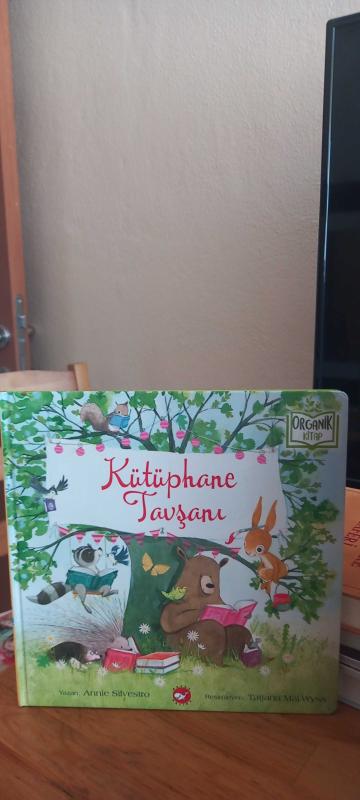 ORGANİK
KİTAP
Kütüphane
Tavşanı
Yazan: Annie Silvestro
Resimleyen: Tatjana Mai-Wyss